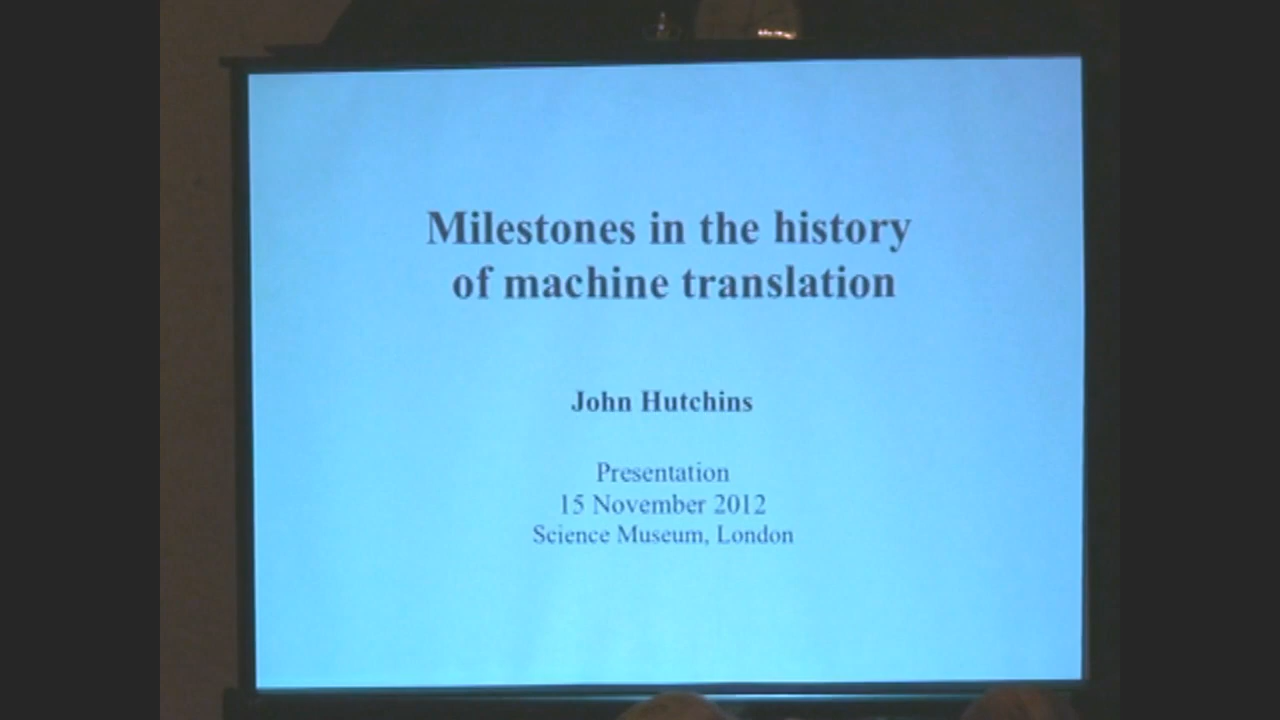 Milestones in the history
of machine translation
John Hutchins
Presentation
15 November 2012
Science Museum, London